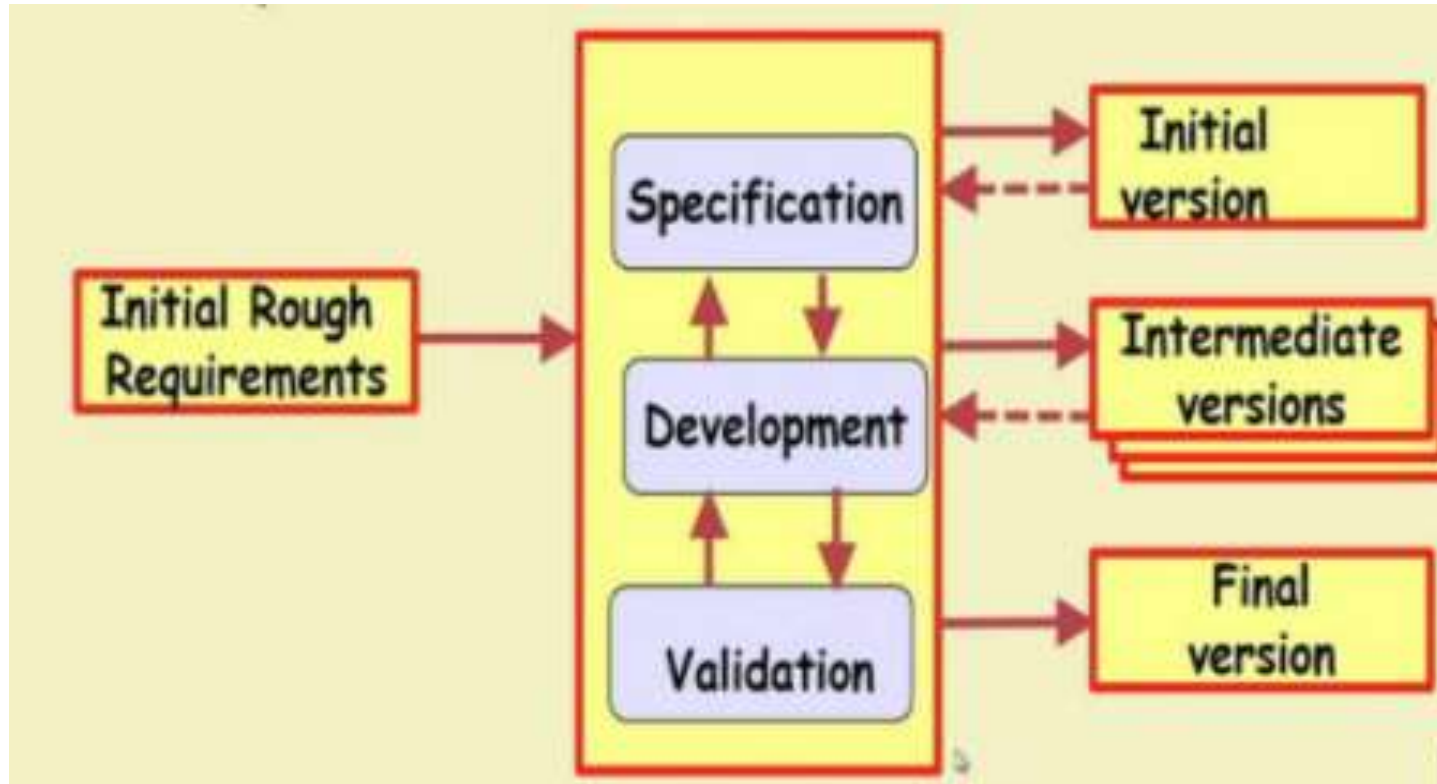 Initial Rough
Requirements
Specification
Development
Validation
Initial
version
Intermediate
versions
Final
version